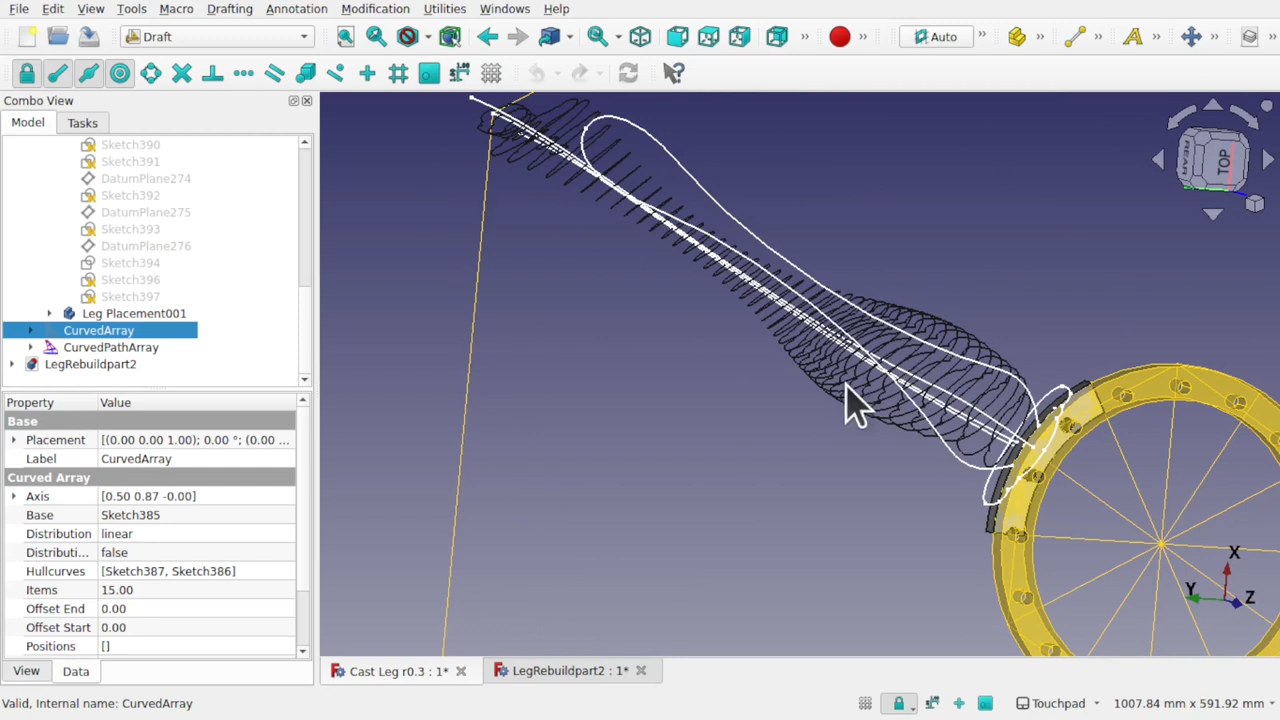 File Edit View Tools Macro Drafting Annotation Modification Utilities Windows Help
Draft
Auto
Combo View
Model Tasks
Sketch390
Sketch391
DatumPlane274
Sketch392
DatumPlane275
Sketch393
DatumPlane276
Sketch394
Sketch396
Sketch397
Leg Placement001
CurvedArray
CurvedPathArray
LegRebuildpart2
Property Value
Base
Placement [(0.00 0.00 1.00); 0.00 °; (0.00 ...
Label CurvedArray
Curved Array
Axis [0.50 0.87 -0.00]
Base Sketch385
Distribution linear
Distributi... false
Hullcurves [Sketch387, Sketch386]
Items 15.00
Offset End 0.00
Offset Start 0.00
Positions []
View Data
REAR TOP
X
Y
Z
Cast Leg r0.3 : 1*
LegRebuildpart2 : 1*
Valid, Internal name: CurvedArray
Touchpad
1007.84 mm x 591.92 mm